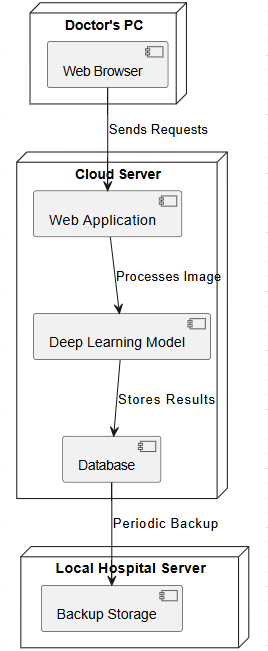 Doctor's PC
Web Browser
Sends Requests
Cloud Server
Web Application
Processes Image
Deep Learning Model
Stores Results
Database
Periodic Backup
Local Hospital Server
Backup Storage